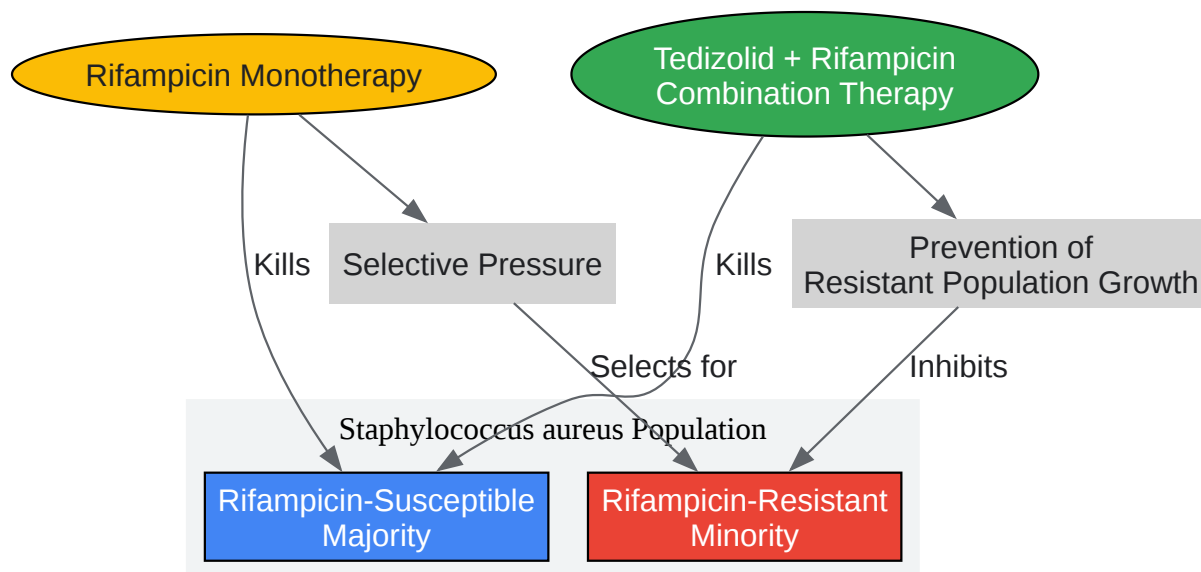 Rifampicin Monotherapy
Tedizolid + Rifampicin
Combination Therapy
Kills
Selective Pressure
Kills
Prevention of
Resistant Population Growth
Selects for
Inhibits
Staphylococcus aureus Population
Rifampicin-Susceptible
Majority
Rifampicin-Resistant
Minority